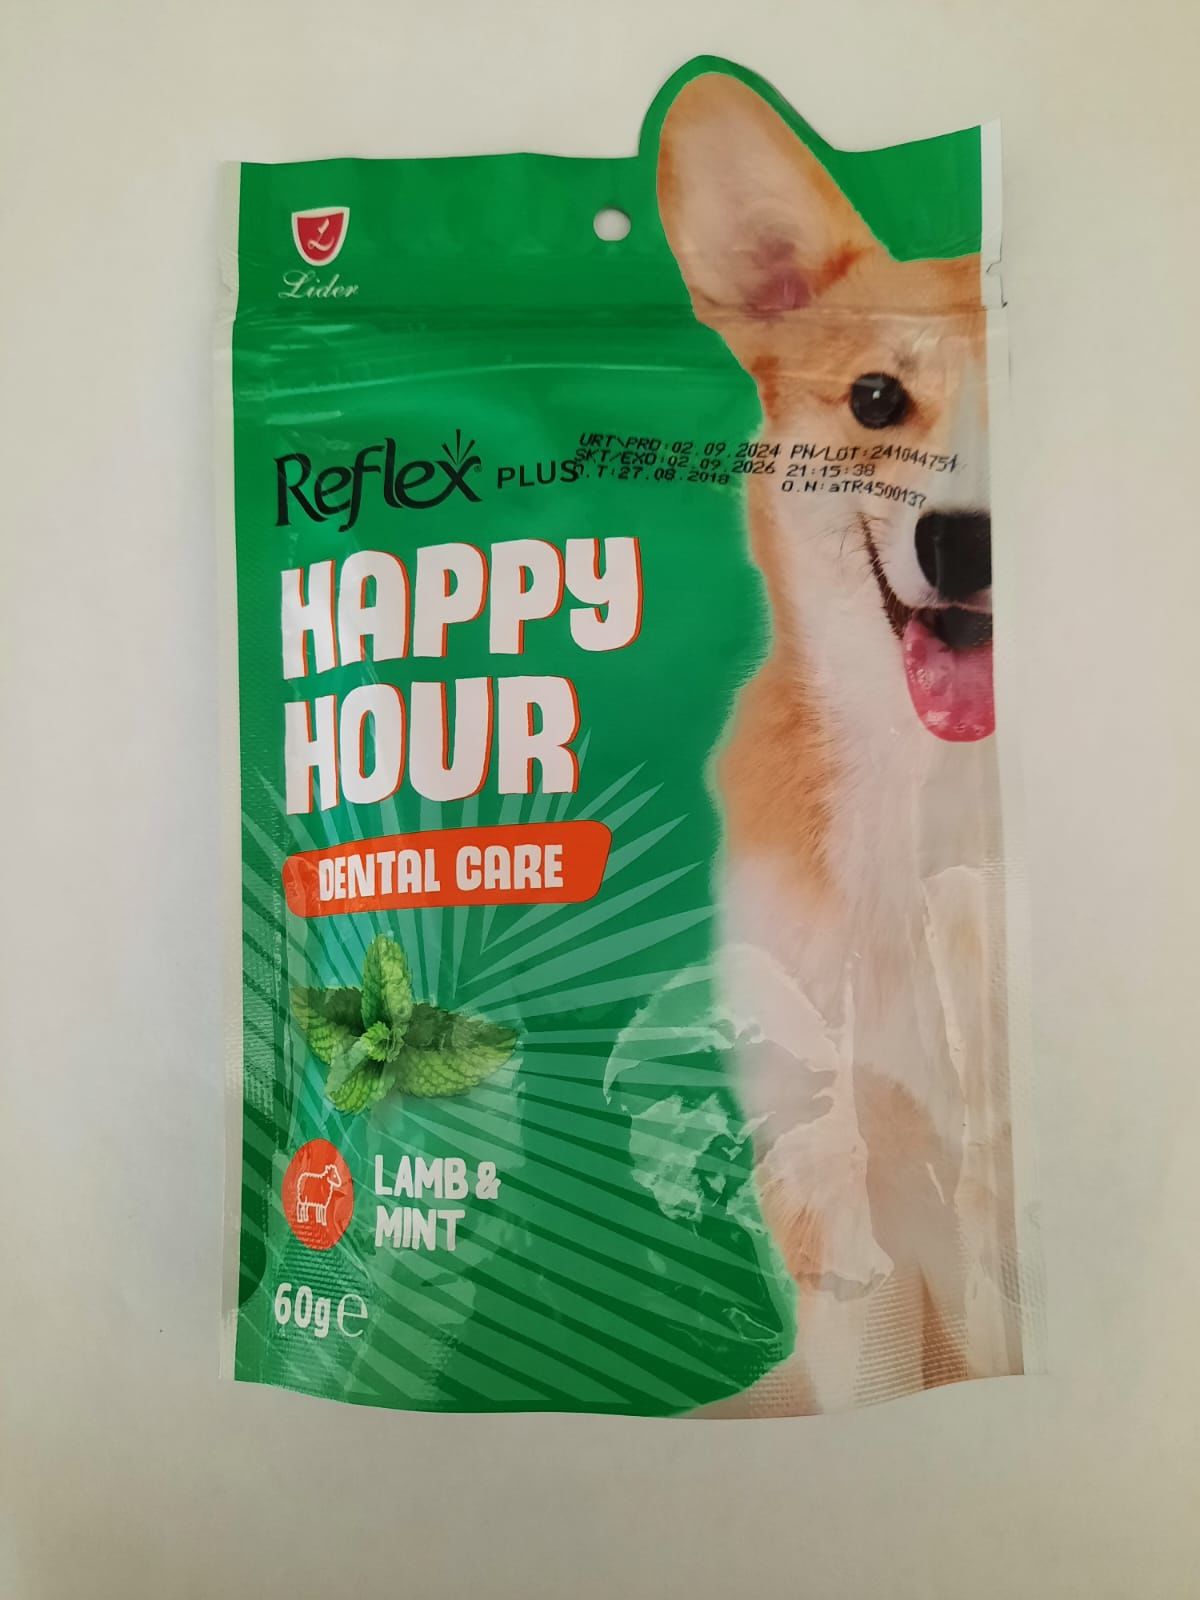 L
Lider
Reflex® PLUS
URT\PRD:02.09.2024 PN/LOT:241044751
SKT/EXD:02.09.2026 21:15:38
O.T:27.08.2018 O.N:aTR4500137
HAPPY
HOUR
DENTAL CARE
LAMB &
MINT
60g ℮